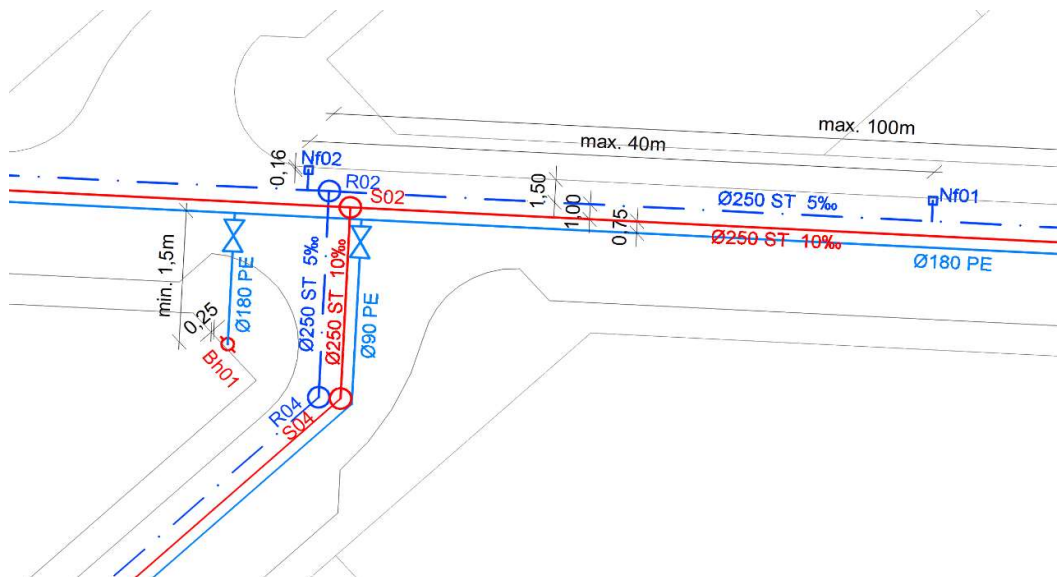 max. 100m
max. 40m
0,16
Nf02
R02
S02
1,50
1,00
0,75
Ø250 ST 5‰
Nf01
Ø250 ST 10‰
Ø180 PE
min. 1,5m
0,25
Ø180 PE
Bh01
Ø250 ST 5‰
Ø250 ST 10‰
Ø90 PE
R04
S04